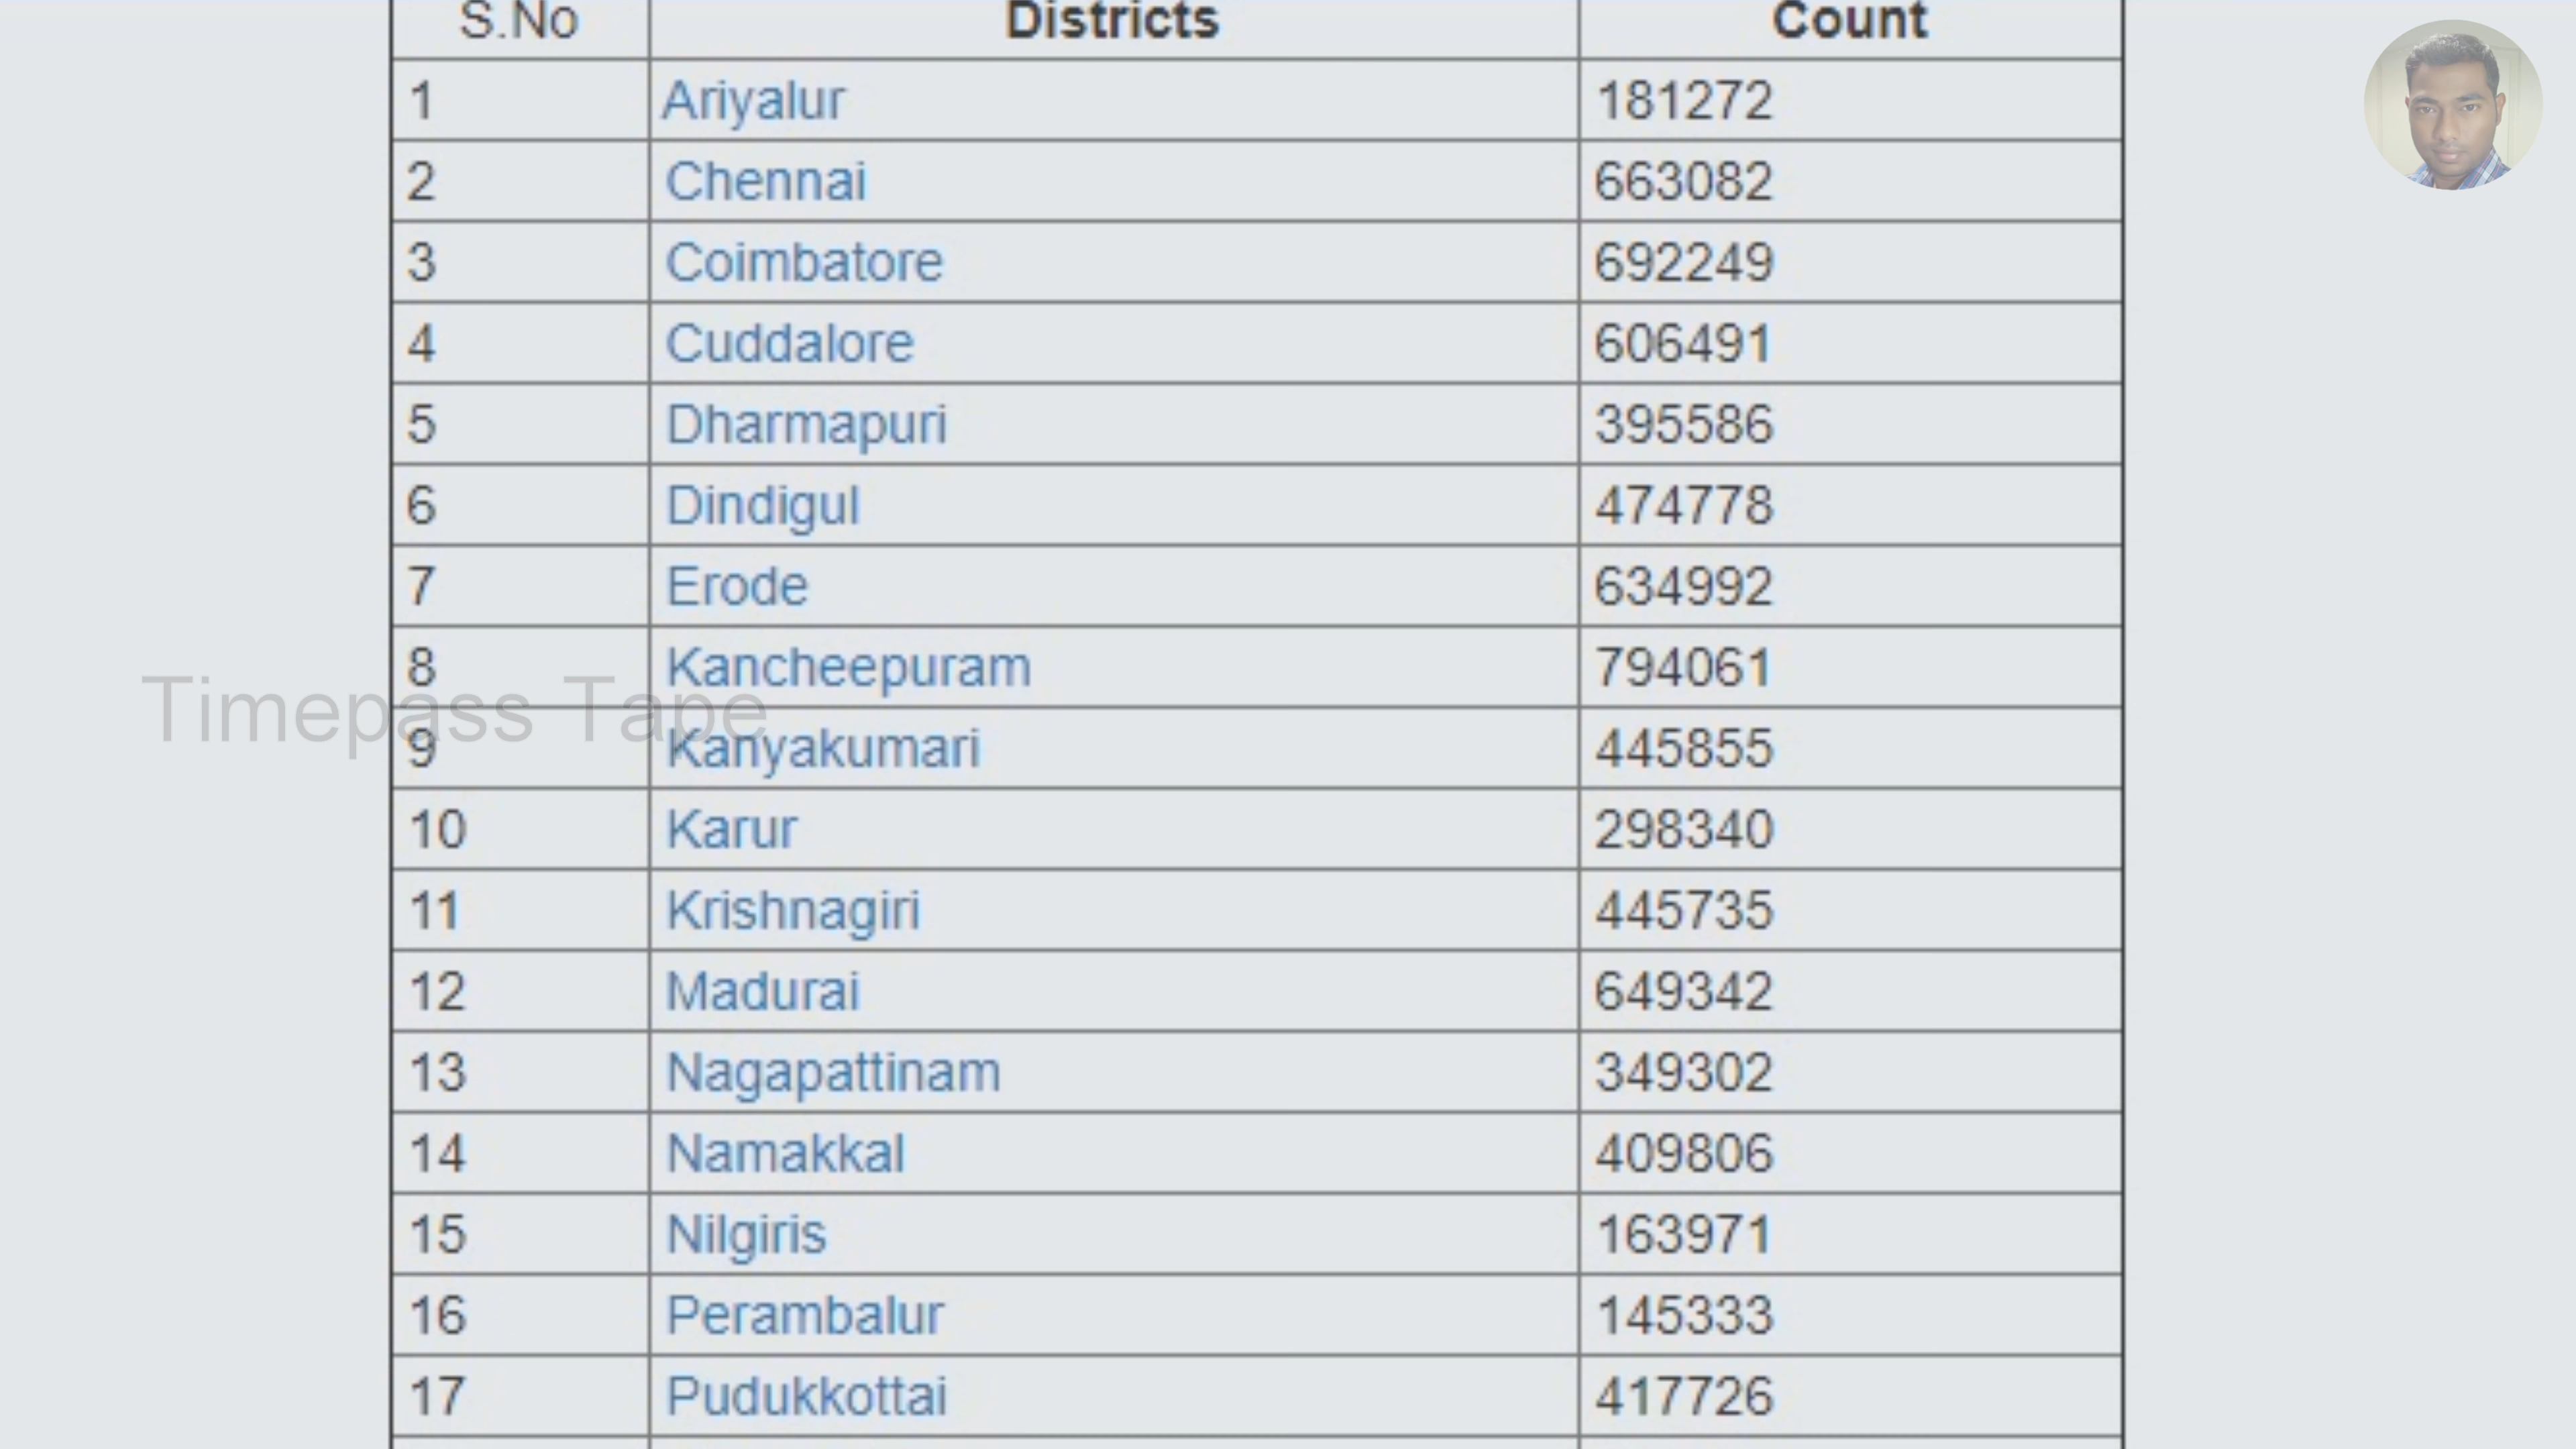 S.No Districts Count
1 Ariyalur 181272
2 Chennai 663082
3 Coimbatore 692249
4 Cuddalore 606491
5 Dharmapuri 395586
6 Dindigul 474778
7 Erode 634992
8 Kancheepuram 794061
Timepass Tape
9 Kanyakumari 445855
10 Karur 298340
11 Krishnagiri 445735
12 Madurai 649342
13 Nagapattinam 349302
14 Namakkal 409806
15 Nilgiris 163971
16 Perambalur 145333
17 Pudukkottai 417726